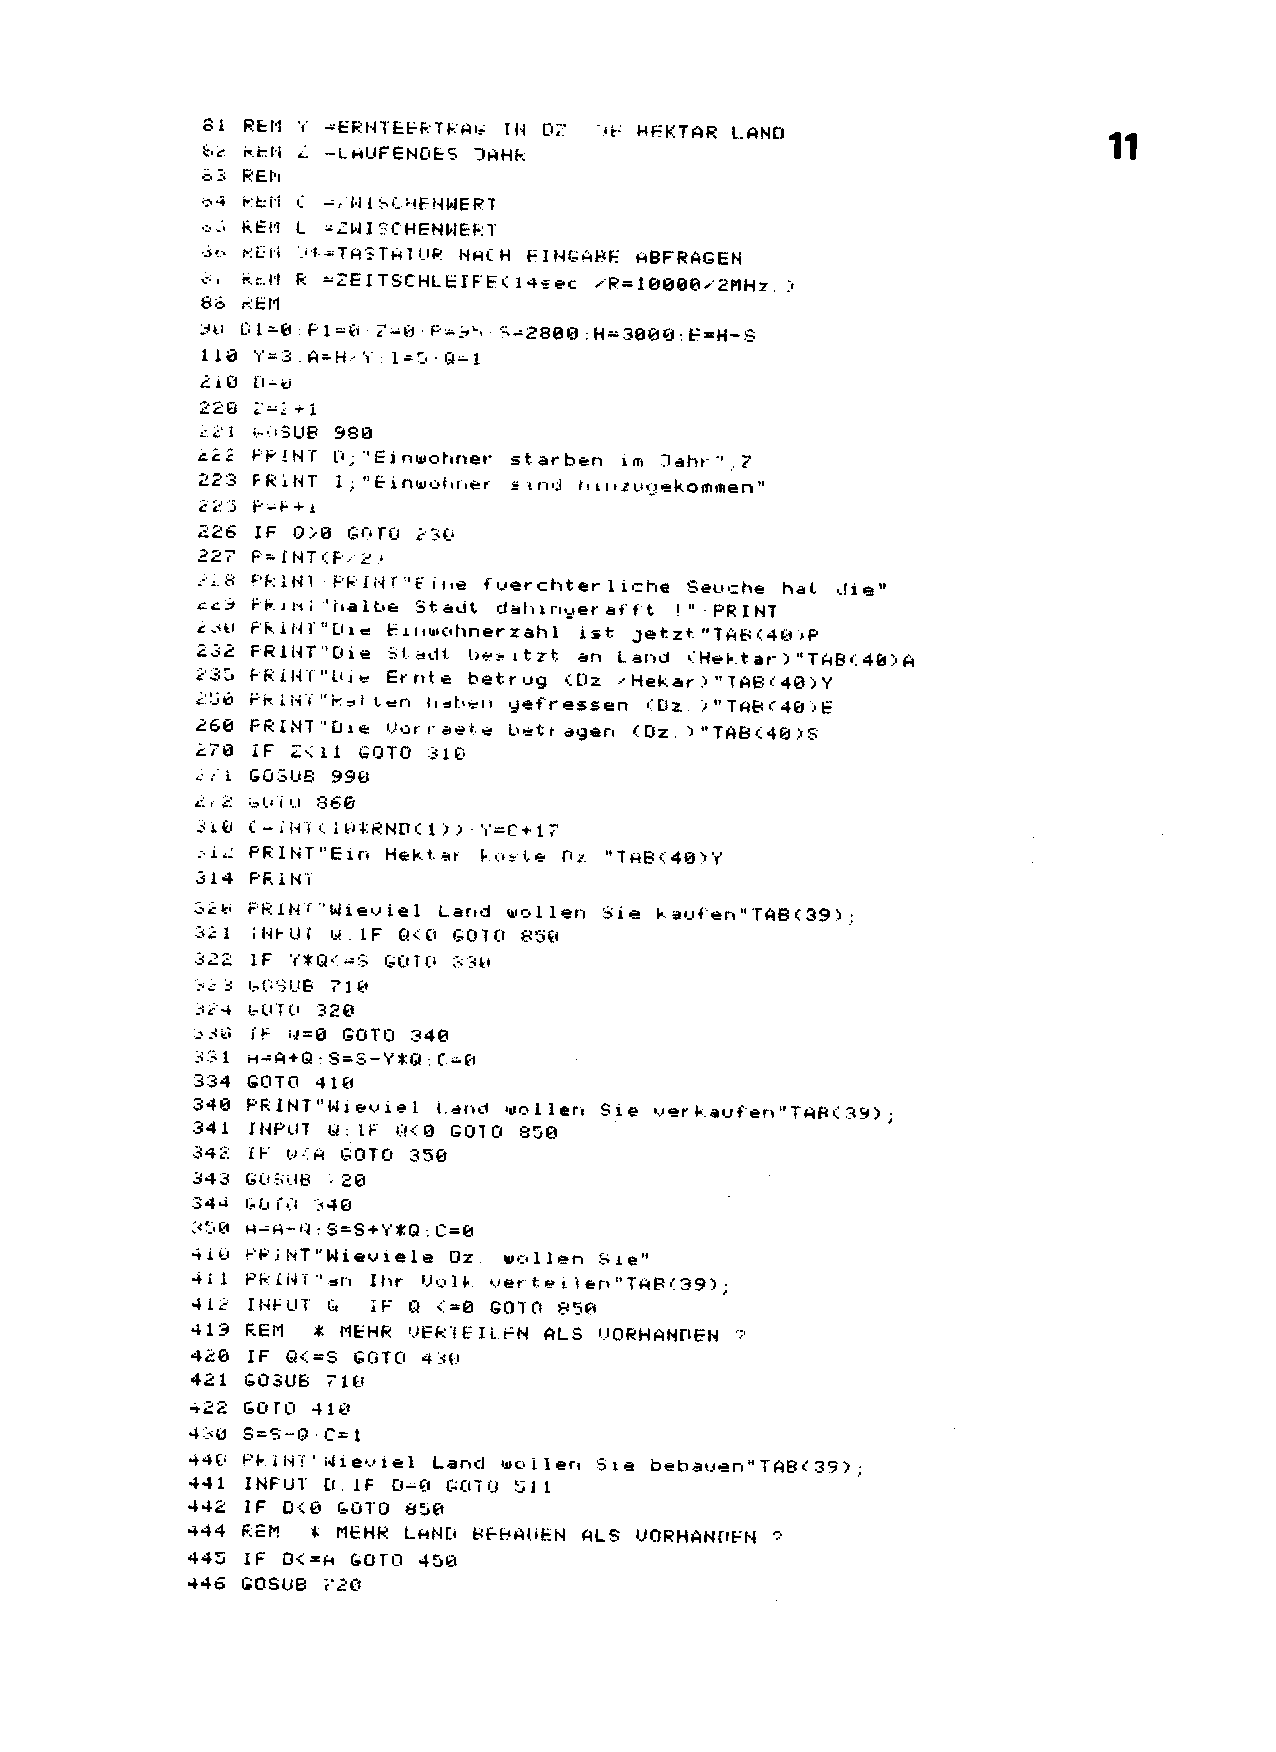 81 REM Y =ERNTEERTRAG IN DZ JE HEKTAR LAND
11
82 REM Z =LAUFENDES JAHR
83 REM
84 REM C =ZWISCHENWERT
85 REM L =ZWISCHENWERT
86 REM =TASTATUR NACH EINGABE ABFRAGEN
87 REM R =ZEITSCHLEIFE(14sec /R=10000/2MHz.)
88 REM
90 D1=0:P1=0:Z=0:P=95:S=2800:H=3000:E=H-S
110 Y=3:A=H/Y:I=5:Q=1
210 D=0
220 Z=Z+1
221 GOSUB 980
222 PRINT D;"Einwohner starben im Jahr",Z
223 PRINT I;"Einwohner sind hinzugekommen"
225 P=P+I
226 IF Q>0 GOTO 230
227 P=INT(P/2)
228 PRINT:PRINT"Eine fuerchterliche Seuche hat die"
229 PRINT"halbe Stadt dahingerafft !":PRINT
230 PRINT"Die Einwohnerzahl ist jetzt"TAB(40)P
232 PRINT"Die Stadt besitzt an Land (Hektar)"TAB(40)A
235 PRINT"Die Ernte betrug (Dz /Hekar)"TAB(40)Y
250 PRINT"Ratten haben gefressen (Dz.)"TAB(40)E
260 PRINT"Die Vorraete betragen (Dz.)"TAB(40)S
270 IF Z<11 GOTO 310
271 GOSUB 990
272 GOTO 860
310 C=INT(10*RND(1)):Y=C+17
312 PRINT"Ein Hektar koste Dz. "TAB(40)Y
314 PRINT
320 PRINT"Wieviel Land wollen Sie kaufen"TAB(39);
321 INPUT Q:IF Q<0 GOTO 850
322 IF Y*Q<=S GOTO 330
323 GOSUB 710
324 GOTO 320
330 IF Q=0 GOTO 340
331 A=A+Q:S=S-Y*Q:C=0
334 GOTO 410
340 PRINT"Wieviel Land wollen Sie verkaufen"TAB(39);
341 INPUT Q:IF Q<0 GOTO 850
342 IF Q<A GOTO 350
343 GOSUB 720
344 GOTO 340
350 A=A-Q:S=S+Y*Q:C=0
410 PRINT"Wieviele Dz. wollen Sie"
411 PRINT"an Ihr Volk verteilen"TAB(39);
412 INPUT Q: IF Q <=0 GOTO 850
419 REM * MEHR VERTEILEN ALS VORHANDEN ?
420 IF Q<=S GOTO 430
421 GOSUB 710
422 GOTO 410
430 S=S-Q:C=1
440 PRINT"Wieviel Land wollen Sie bebauen"TAB(39);
441 INPUT D:IF D=0 GOTO 511
442 IF D<0 GOTO 850
444 REM * MEHR LAND BEBAUEN ALS VORHANDEN ?
445 IF D<=A GOTO 450
446 GOSUB 720